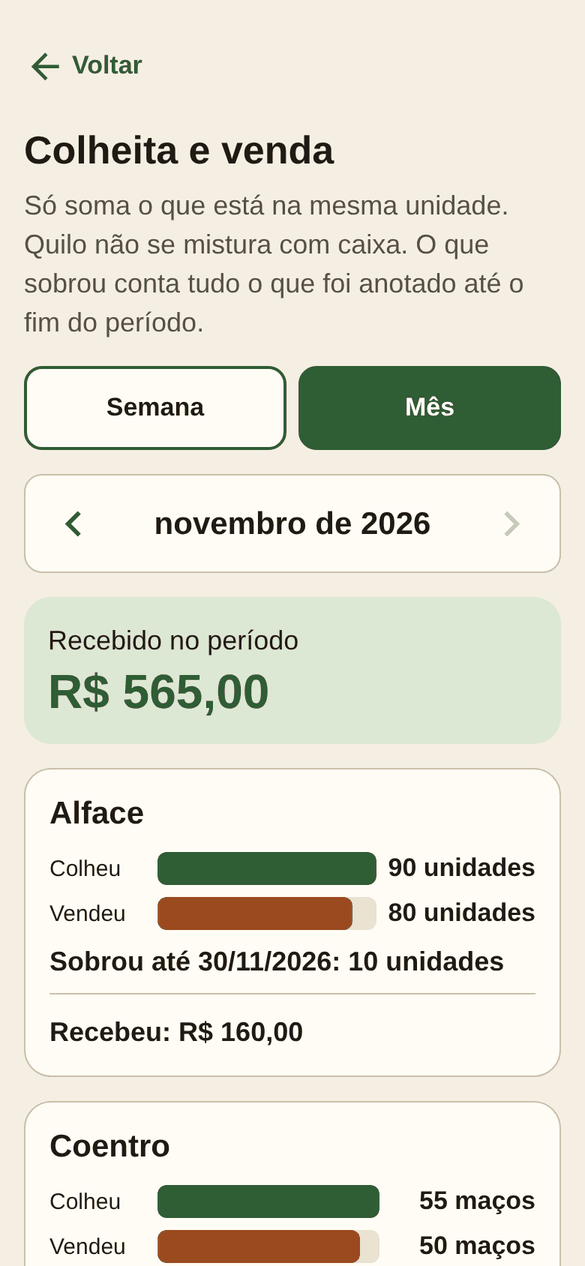 Voltar
Colheita e venda
Só soma o que está na mesma unidade.
Quilo não se mistura com caixa. O que
sobrou conta tudo o que foi anotado até o
fim do período.
Semana
Mês
novembro de 2026
Recebido no período
R$ 565,00
Alface
Colheu 90 unidades
Vendeu 80 unidades
Sobrou até 30/11/2026: 10 unidades
Recebeu: R$ 160,00
Coentro
Colheu 55 maços
Vendeu 50 maços